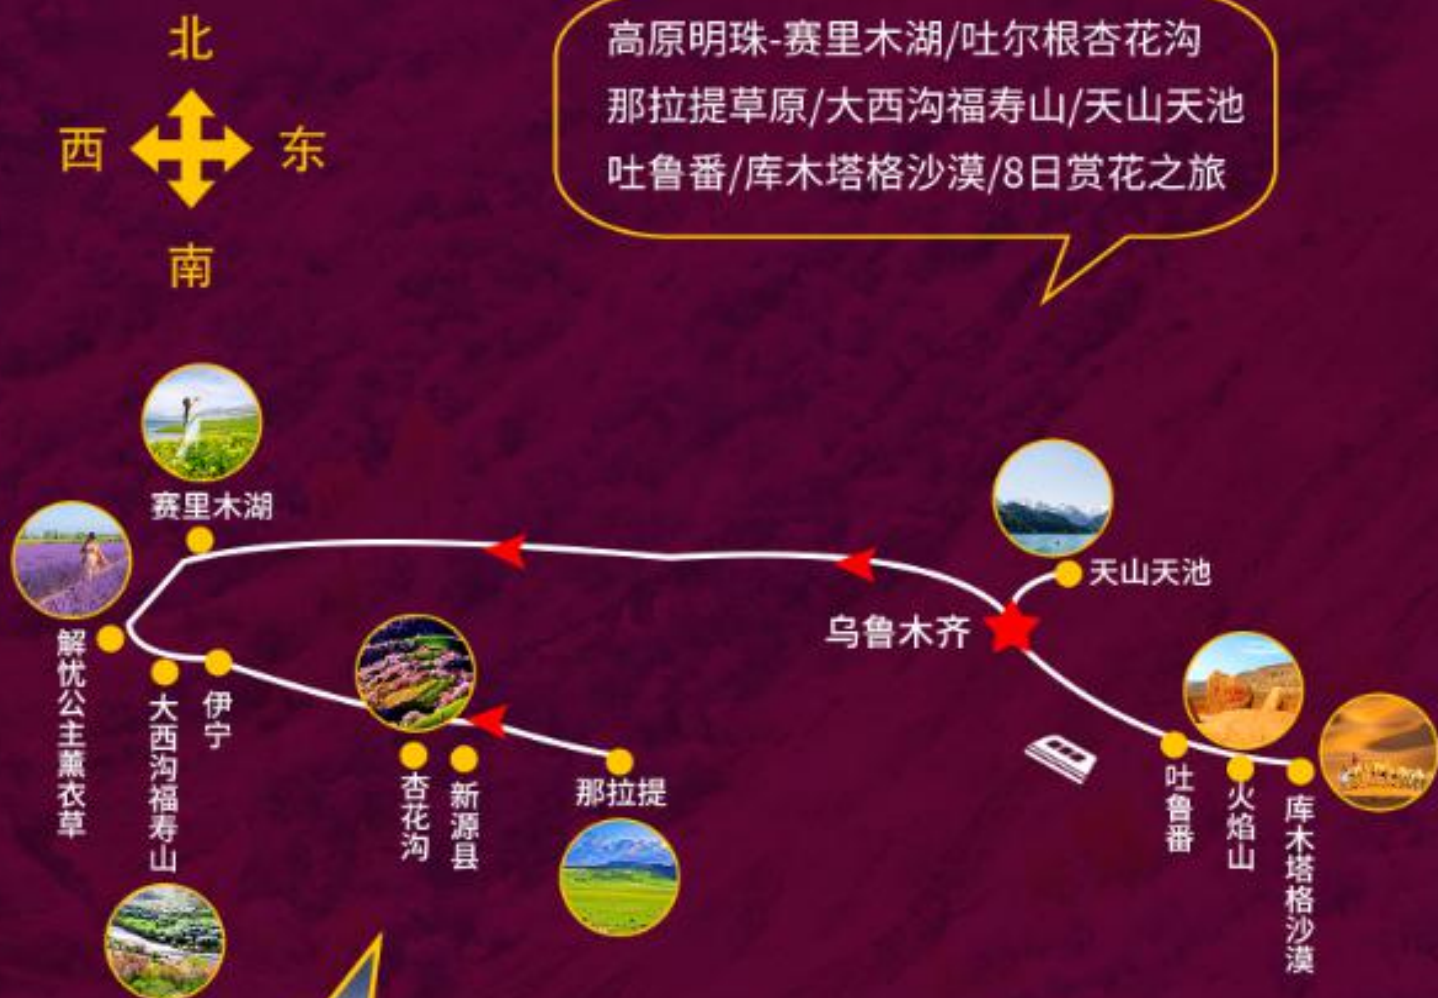 北
西
东
南
高原明珠-赛里木湖/吐尔根杏花沟
那拉提草原/大西沟福寿山/天山天池
吐鲁番/库木塔格沙漠/8日赏花之旅
赛里木湖
天山天池
乌鲁木齐
解忧公主薰衣草
大西沟福寿山
伊宁
杏花沟
新源县
那拉提
吐鲁番
火焰山
库木塔格沙漠